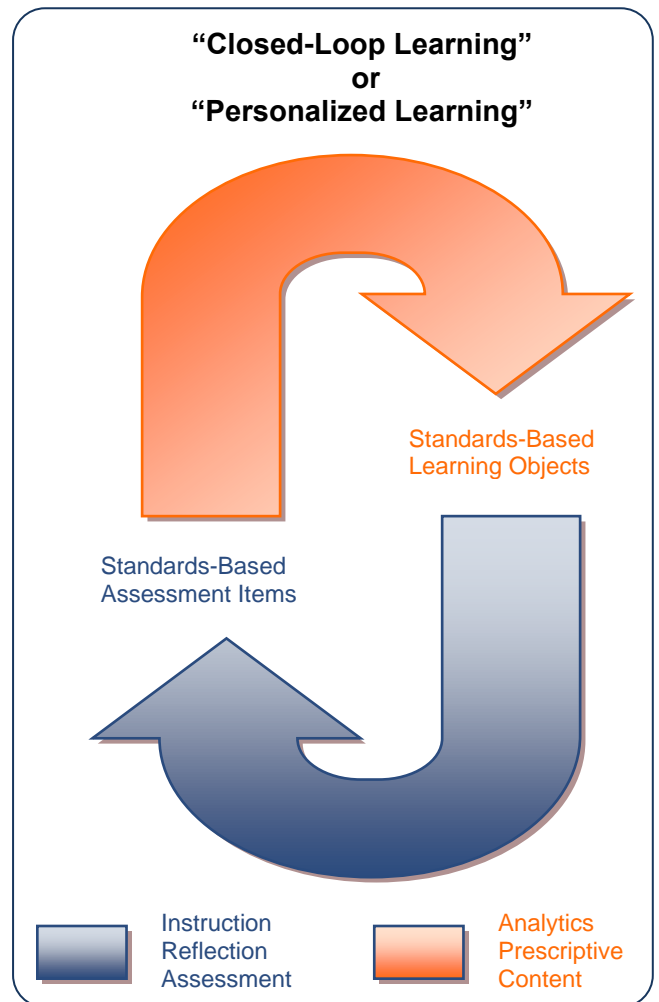 “Closed-Loop Learning”
or
“Personalized Learning”
Standards-Based
Learning Objects
Standards-Based
Assessment Items
Instruction
Reflection
Assessment
Analytics
Prescriptive
Content